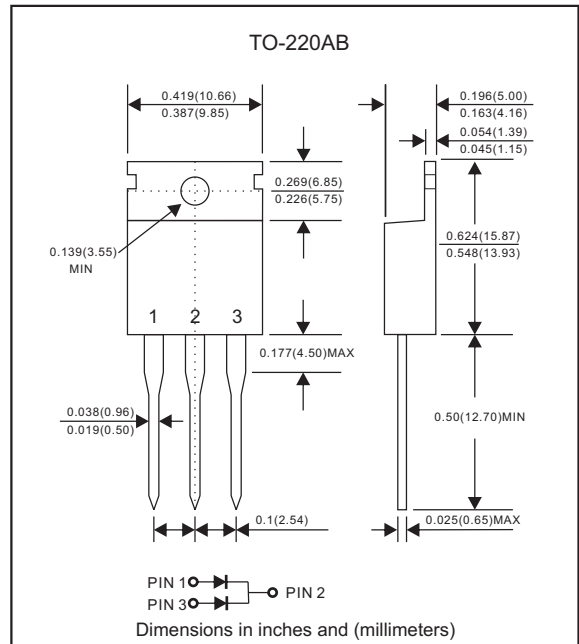 TO-220AB
0.419(10.66)
0.387(9.85)
0.196(5.00)
0.163(4.16)
0.054(1.39)
0.045(1.15)
0.269(6.85)
0.226(5.75)
0.139(3.55)
MIN
0.624(15.87)
0.548(13.93)
1 2 3
0.177(4.50)MAX
0.038(0.96)
0.019(0.50)
0.50(12.70)MIN
0.1(2.54)
0.025(0.65)MAX
PIN 1
PIN 3
PIN 2
Dimensions in inches and (millimeters)